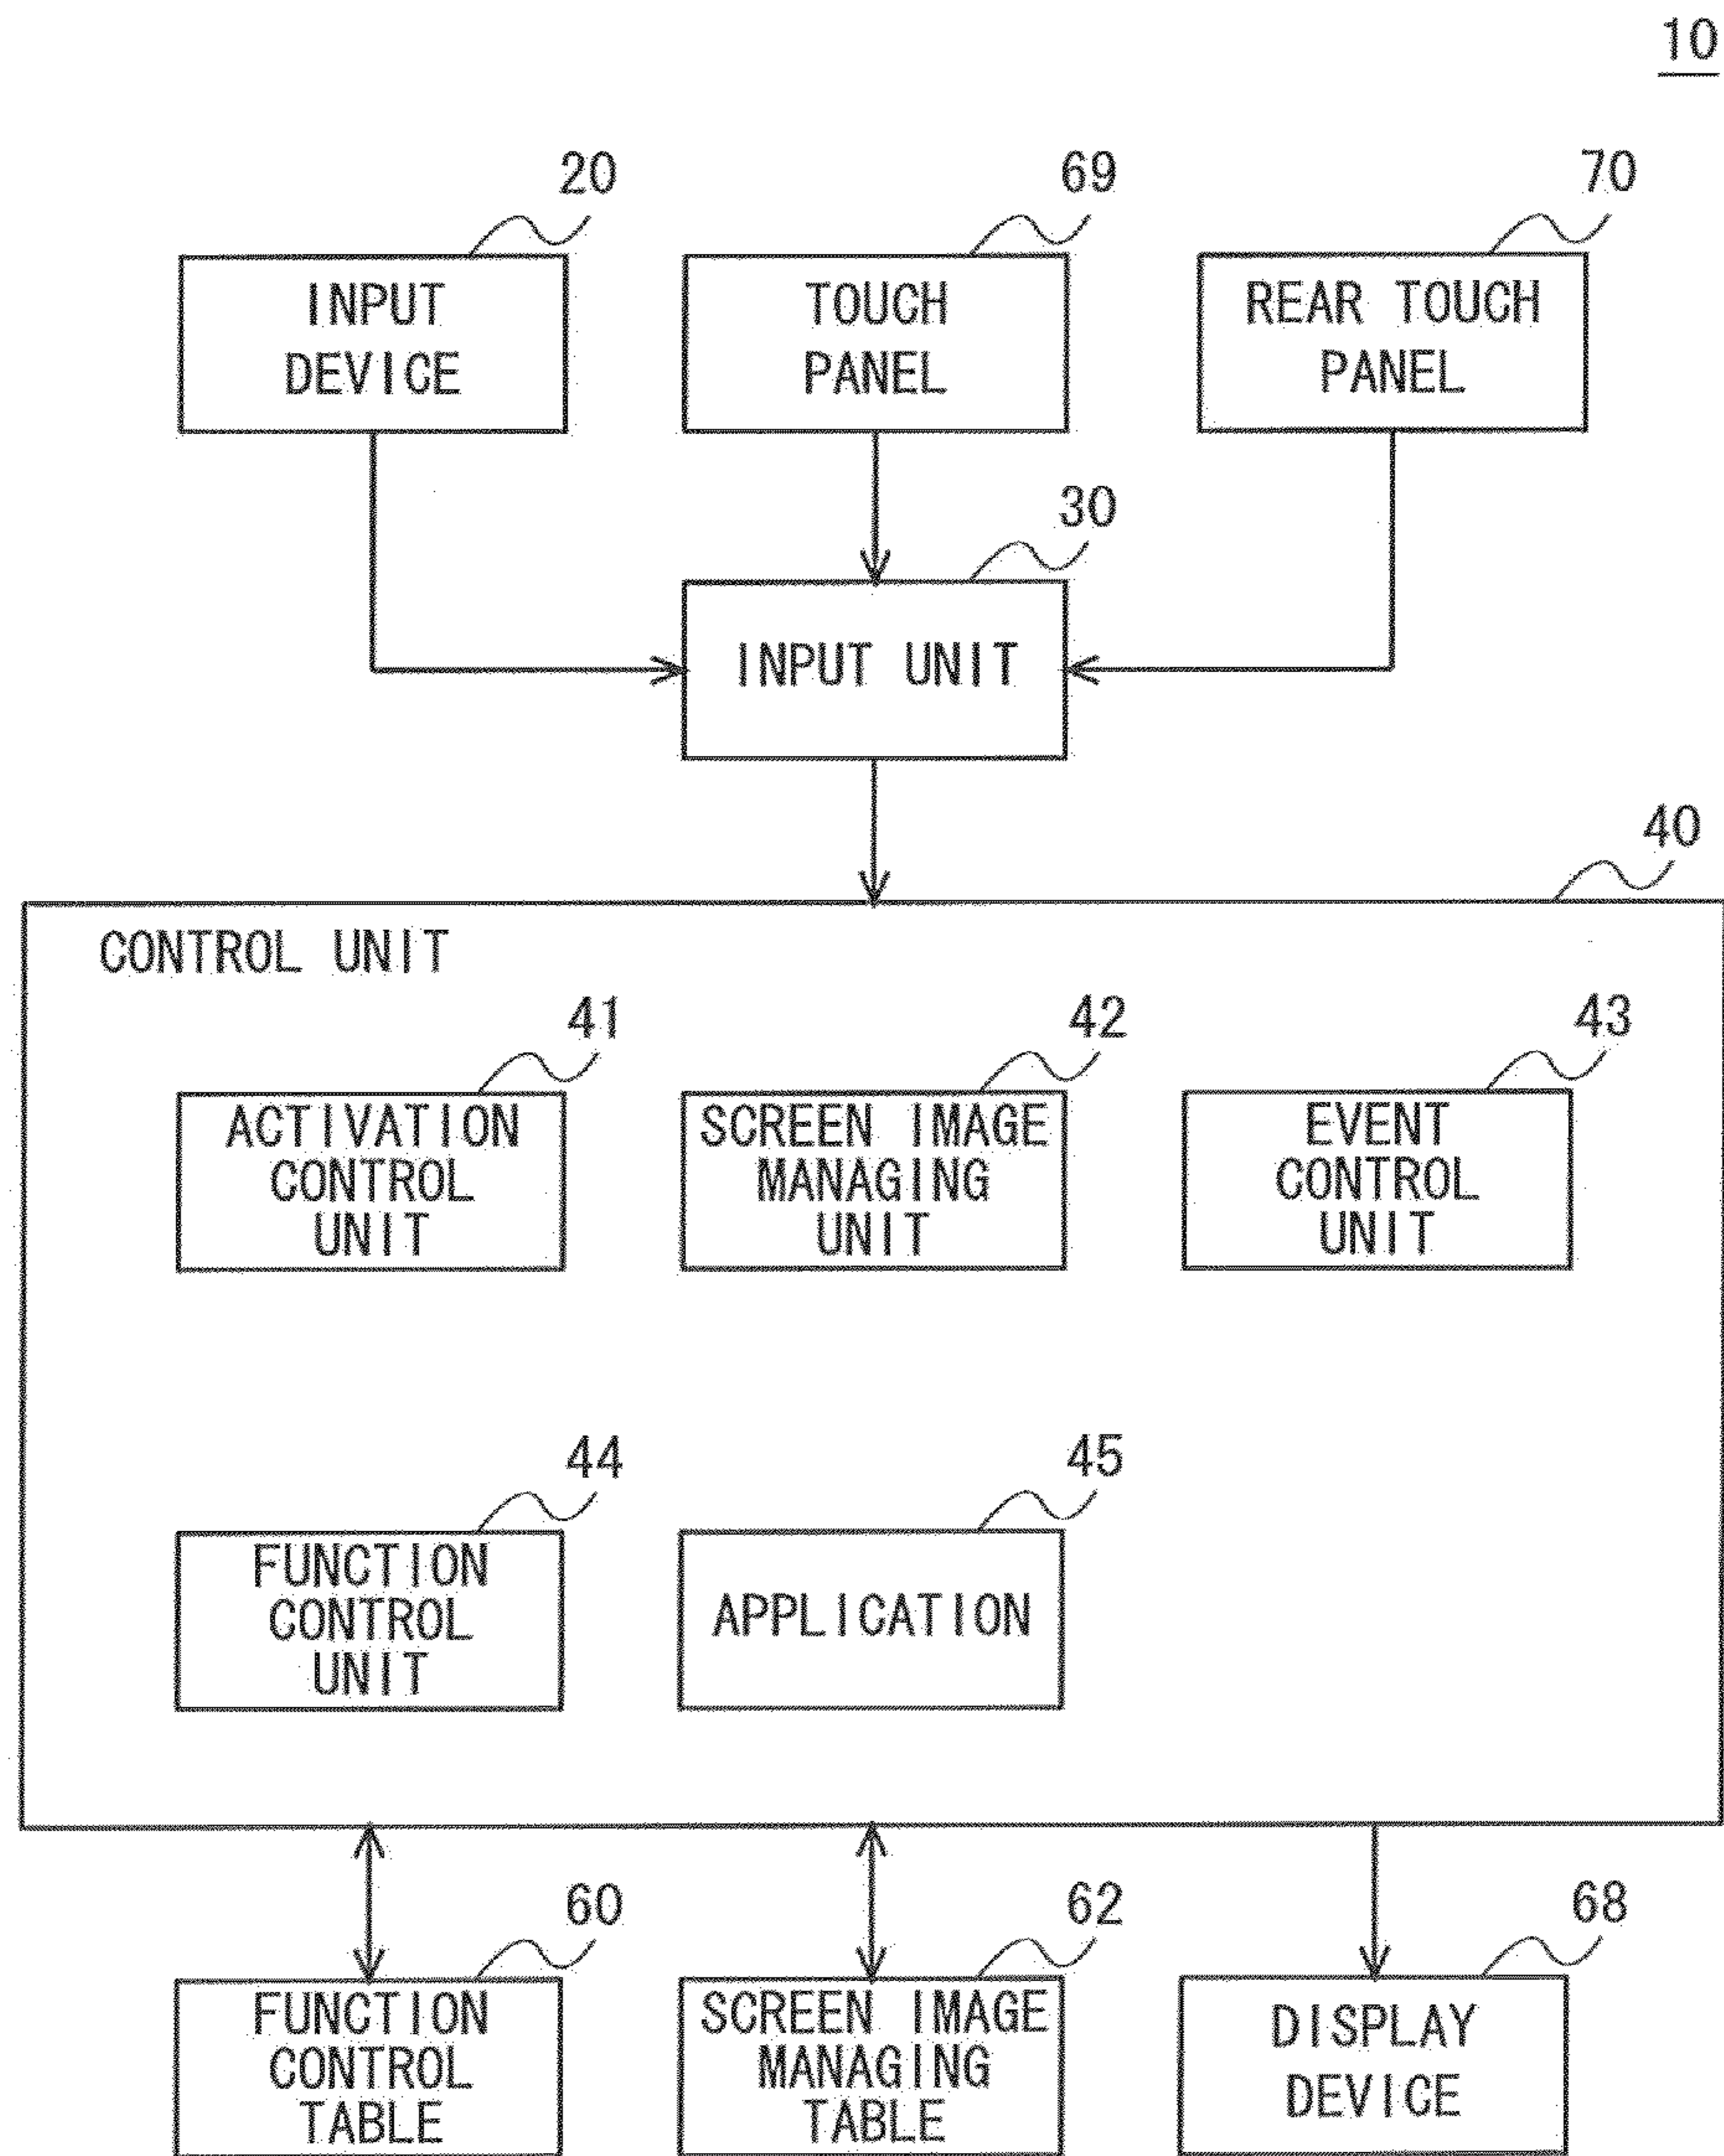 10
20
69
70
INPUT
DEVICE
TOUCH
PANEL
REAR TOUCH
PANEL
30
INPUT UNIT
40
CONTROL UNIT
41
42
43
ACTIVATION
CONTROL
UNIT
SCREEN IMAGE
MANAGING
UNIT
EVENT
CONTROL
UNIT
44
45
FUNCTION
CONTROL
UNIT
APPLICATION
60
62
68
FUNCTION
CONTROL
TABLE
SCREEN IMAGE
MANAGING
TABLE
DISPLAY
DEVICE